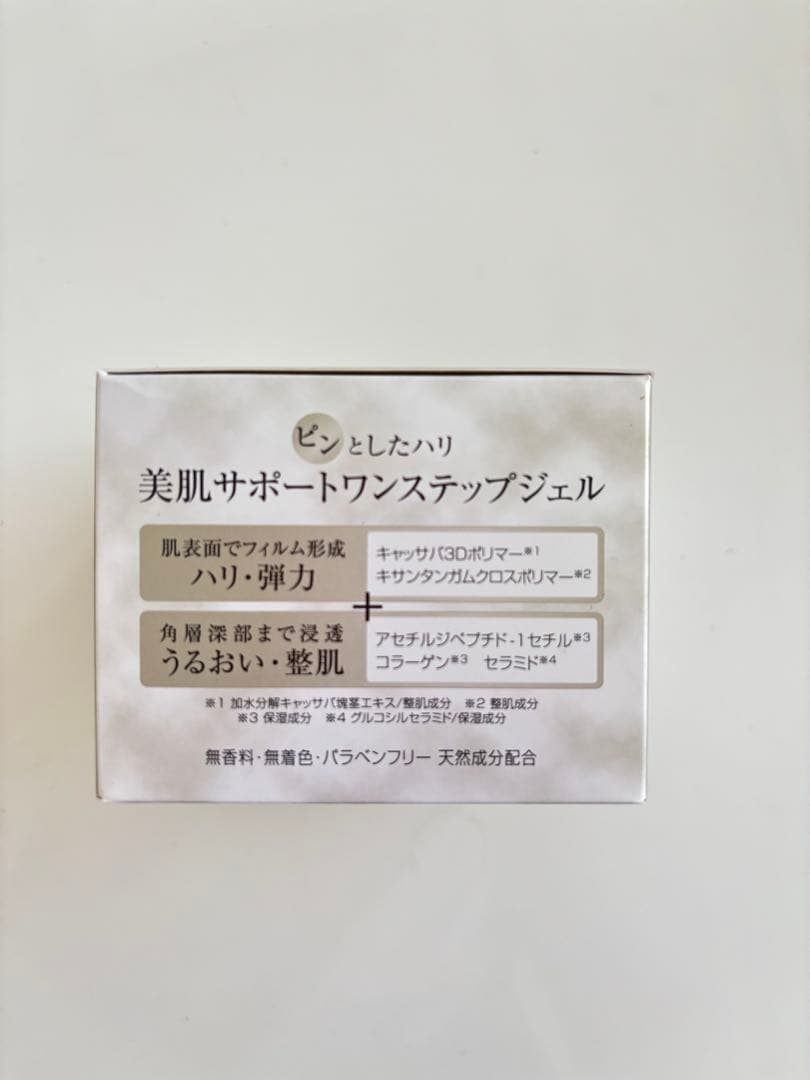 ピンとしたハリ
美肌サポートワンステップジェル
肌表面でフィルム形成
ハリ・弾力
キャッサバ3Dポリマー※1
キサンタンガムクロスポリマー※2
+
角層深部まで浸透
うるおい・整肌
アセチルジペプチド-1セチル※3
コラーゲン※3 セラミド※4
※1 加水分解キャッサバ塊茎エキス/整肌成分 ※2 整肌成分
※3 保湿成分 ※4 グルコシルセラミド/保湿成分
無香料・無着色・パラベンフリー 天然成分配合